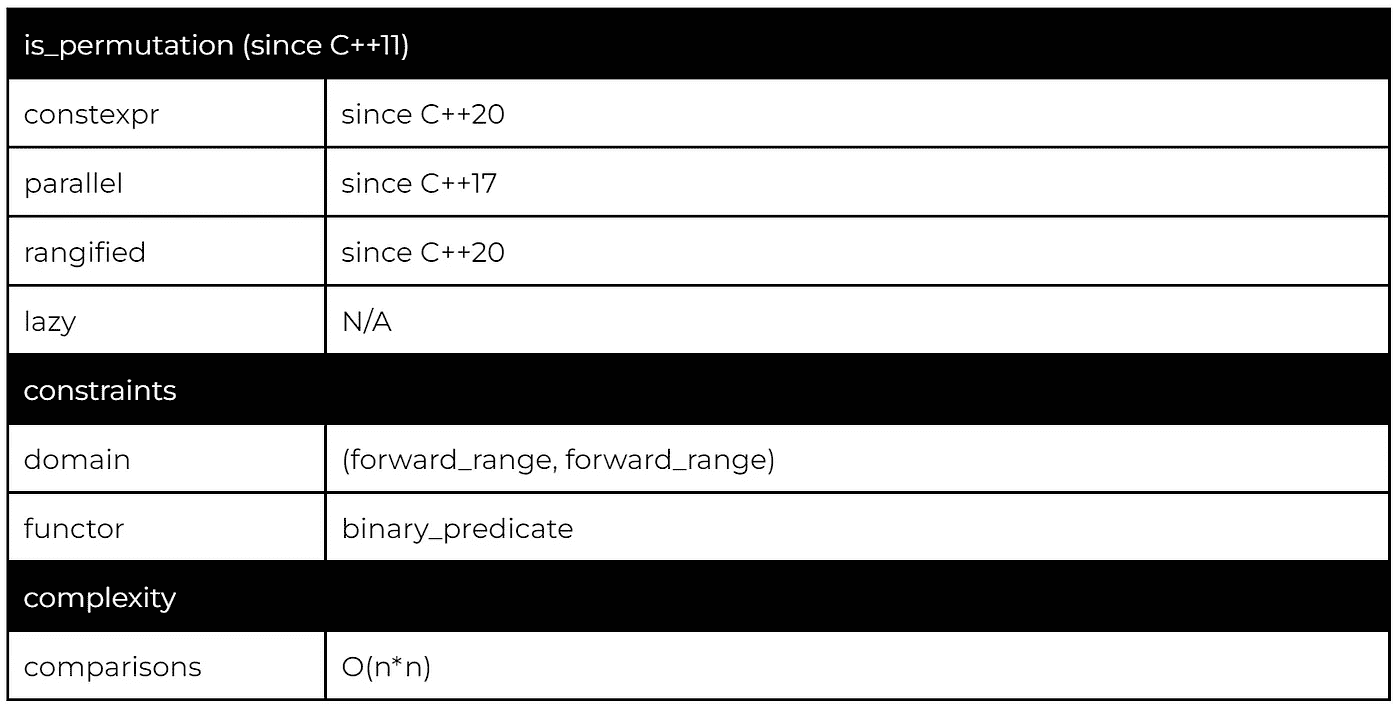 is_permutation (since C++11)
constexpr since C++20
parallel since C++17
rangified since C++20
lazy N/A
constraints
domain (forward_range, forward_range)
functor binary_predicate
complexity
comparisons O(n*n)